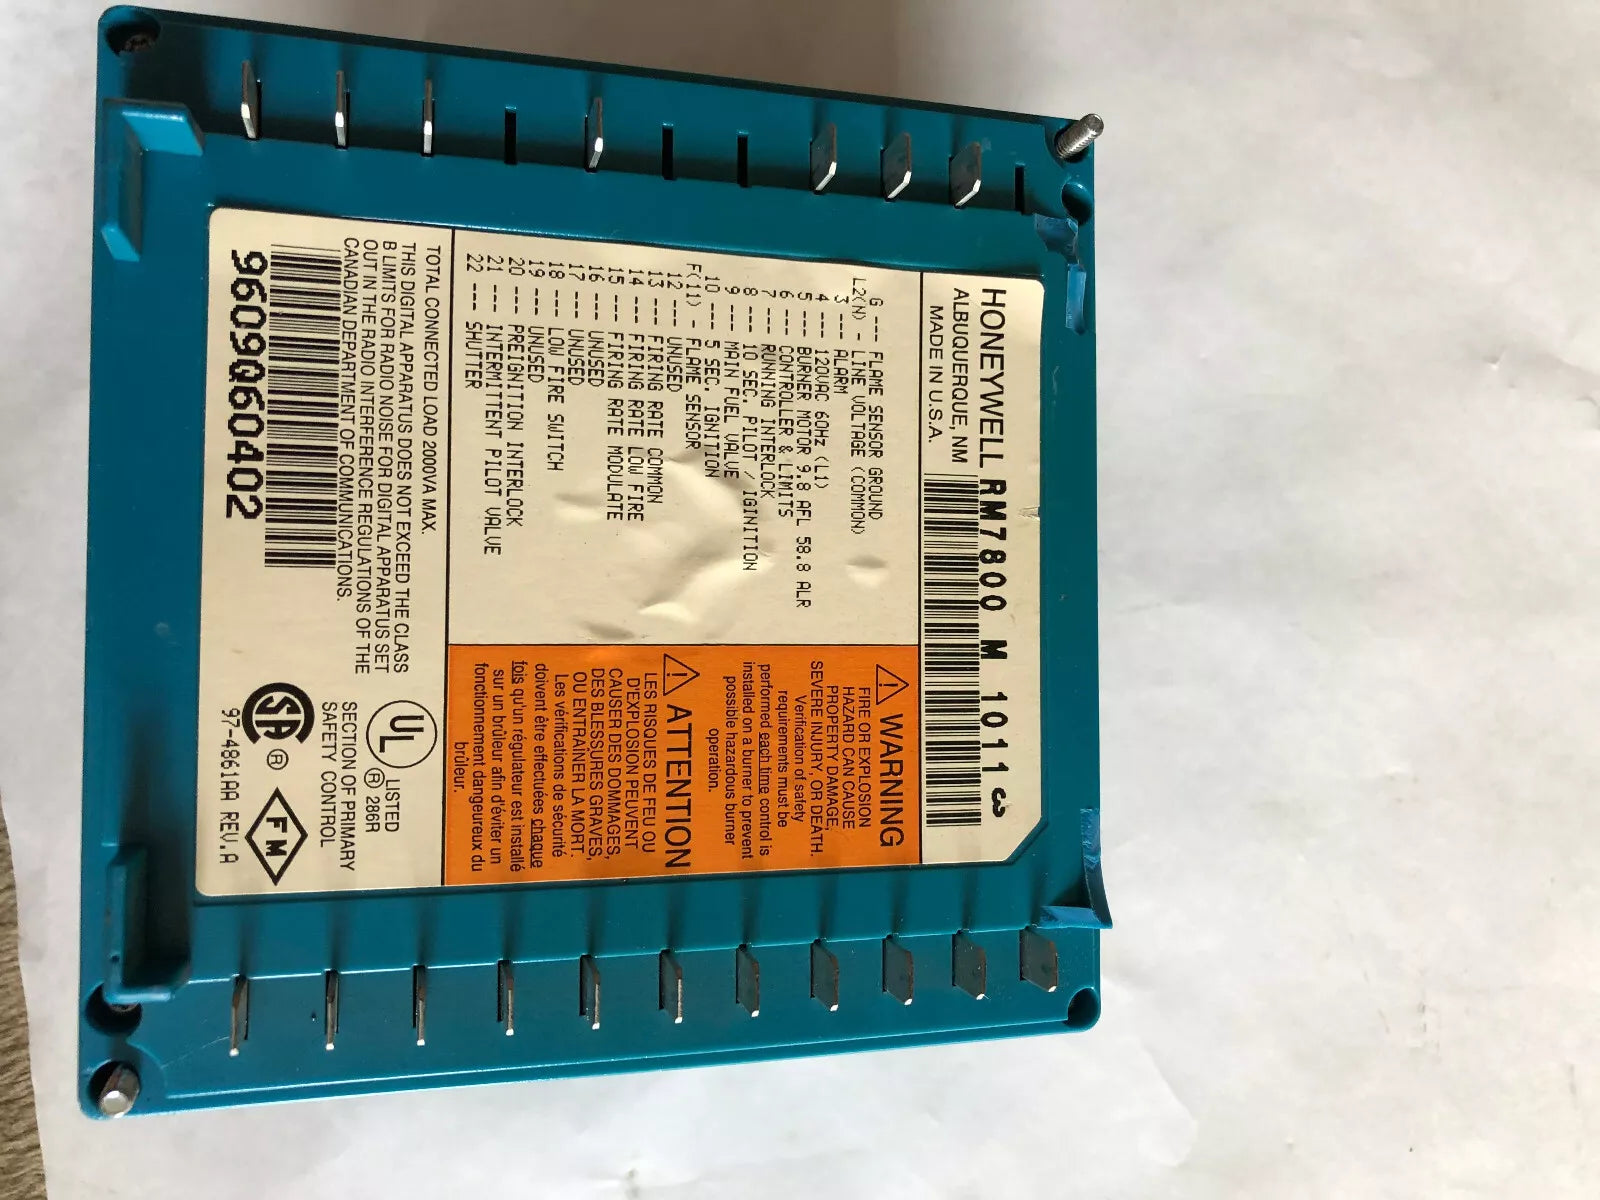 HONEYWELL RM7800 M 1011 3
ALBUQUERQUE, NM
MADE IN U.S.A.
G --- FLAME SENSOR GROUND
L2(N) - LINE VOLTAGE (COMMON)
3 --- ALARM
4 --- 120VAC 60Hz (L1)
5 --- BURNER MOTOR 9.8 AFL 58.8 ALR
6 --- CONTROLLER & LIMITS
7 --- RUNNING INTERLOCK
8 --- 10 SEC. PILOT / IGINITION
9 --- MAIN FUEL VALVE
10 --- 5 SEC. IGNITION
F(11) - FLAME SENSOR
12 --- UNUSED
13 --- FIRING RATE COMMON
14 --- FIRING RATE LOW FIRE
15 --- FIRING RATE MODULATE
16 --- UNUSED
17 --- UNUSED
18 --- LOW FIRE SWITCH
19 --- UNUSED
20 --- PREIGNITION INTERLOCK
21 --- INTERMITTENT PILOT VALVE
22 --- SHUTTER
WARNING
FIRE OR EXPLOSION
HAZARD CAN CAUSE
PROPERTY DAMAGE,
SEVERE INJURY, OR DEATH.
Verification of safety
requirements must be
performed each time control is
installed on a burner to prevent
possible hazardous burner
operation.
ATTENTION
LES RISQUES DE FEU OU
D'EXPLOSION PEUVENT
CAUSER DES DOMMAGES,
DES BLESSURES GRAVES,
OU ENTRAINER LA MORT.
Les vérifications de sécurité
doivent être effectuées chaque
fois qu'un régulateur est installé
sur un brûleur afin d'éviter un
fonctionnement dangereux du
brûleur.
TOTAL CONNECTED LOAD 2000VA MAX.
THIS DIGITAL APPARATUS DOES NOT EXCEED THE CLASS
B LIMITS FOR RADIO NOISE FOR DIGITAL APPARATUS SET
OUT IN THE RADIO INTERFERENCE REGULATIONS OF THE
CANADIAN DEPARTMENT OF COMMUNICATIONS.
9609Q60402
UL LISTED
® 286R
SECTION OF PRIMARY
SAFETY CONTROL
SA ®
FM
97-4861AA REV.A